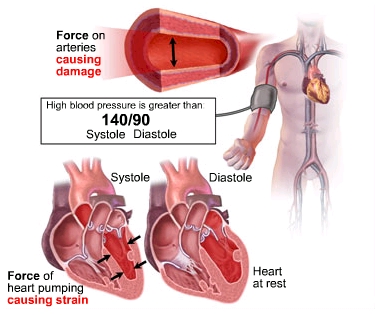 Force on
arteries
causing
damage
High blood pressure is greater than
140/90
Systole Diastole
Systole
Diastole
Force of
heart pumping
causing strain
Heart
at rest